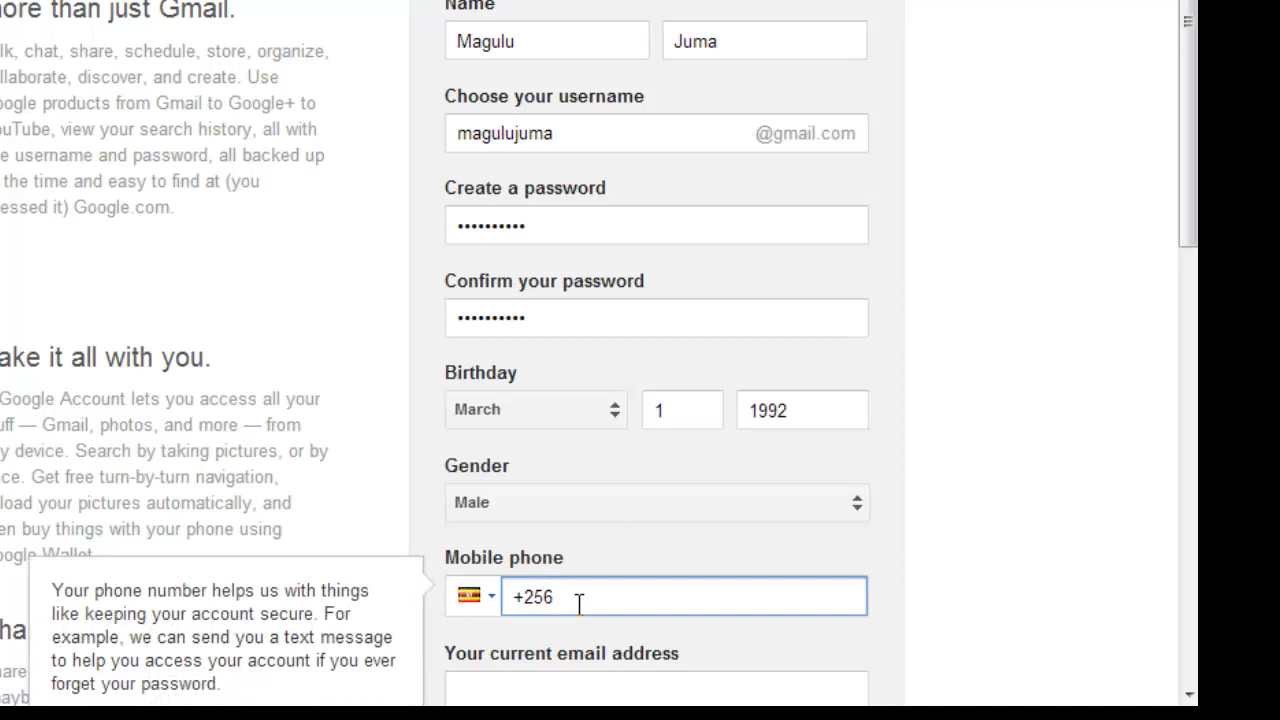 ore than just Gmail.
lk, chat, share, schedule, store, organize,
llaborate, discover, and create. Use
oogle products from Gmail to Google+ to
ouTube, view your search history, all with
e username and password, all backed up
the time and easy to find at (you
essed it) Google.com.
ake it all with you.
Google Account lets you access all your
uff — Gmail, photos, and more — from
y device. Search by taking pictures, or by
ice. Get free turn-by-turn navigation,
load your pictures automatically, and
en buy things with your phone using
oogle Wallet.
Your phone number helps us with things
like keeping your account secure. For
example, we can send you a text message
to help you access your account if you ever
forget your password.
ha
are
nayb
Name
Magulu Juma
Choose your username
magulujuma @gmail.com
Create a password
••••••••••
Confirm your password
••••••••••
Birthday
March 1 1992
Gender
Male
Mobile phone
+256
Your current email address